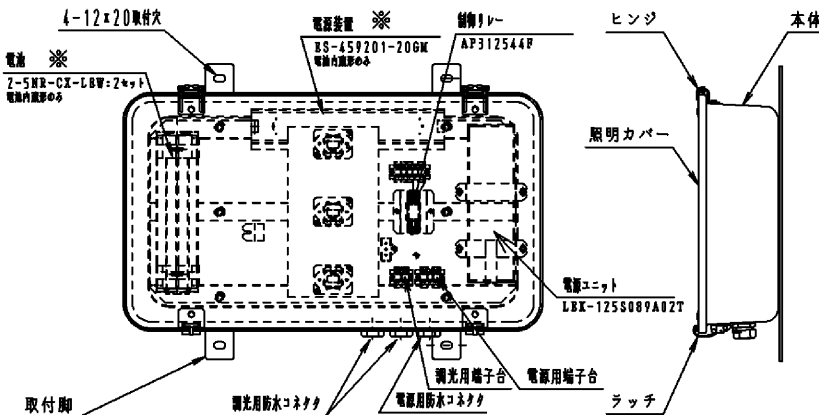 4-12x20取付穴
電源装置 ※
ES-459201-20GM
電池内蔵形のみ
制御リレー
AP312544F
ヒンジ
本体
電池 ※
2-5NR-CX-LEW:2セット
電池内蔵形のみ
照明カバー
電源ユニット
LEK-125S089A02T
調光用端子台
電源用端子台
取付脚
調光用防水コネクタ
電源用防水コネクタ
ラッチ